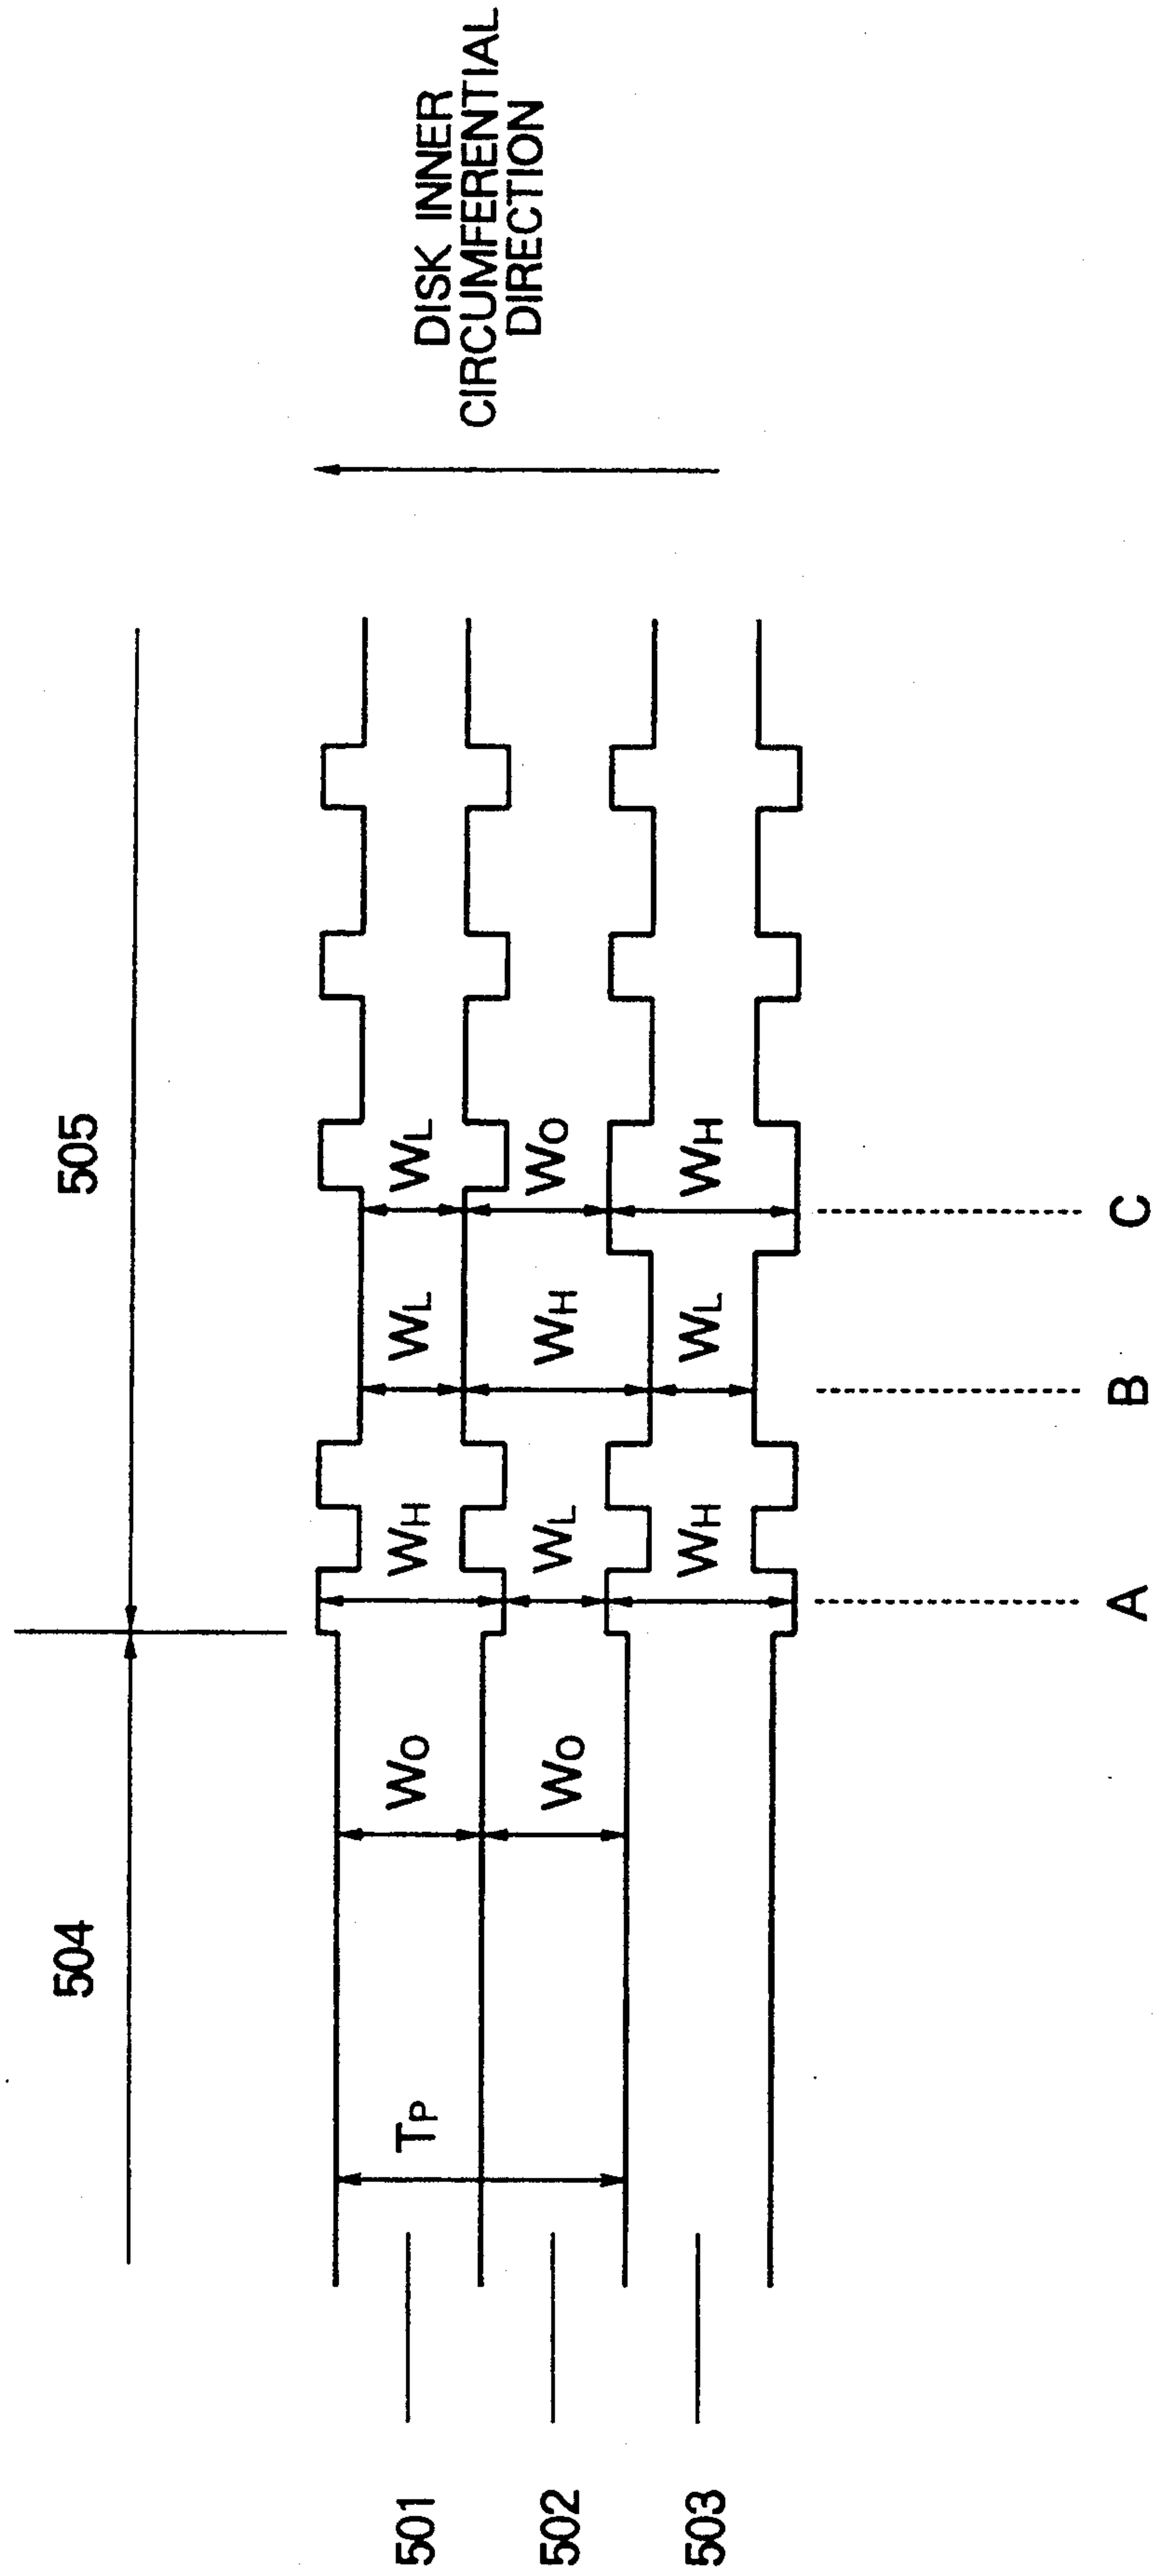 504
505
DISK INNER
CIRCUMFERENTIAL
DIRECTION
501
502
503
TP
WO
WO
WH
WL
WH
WL
WH
WL
WL
WO
WH
A
B
C